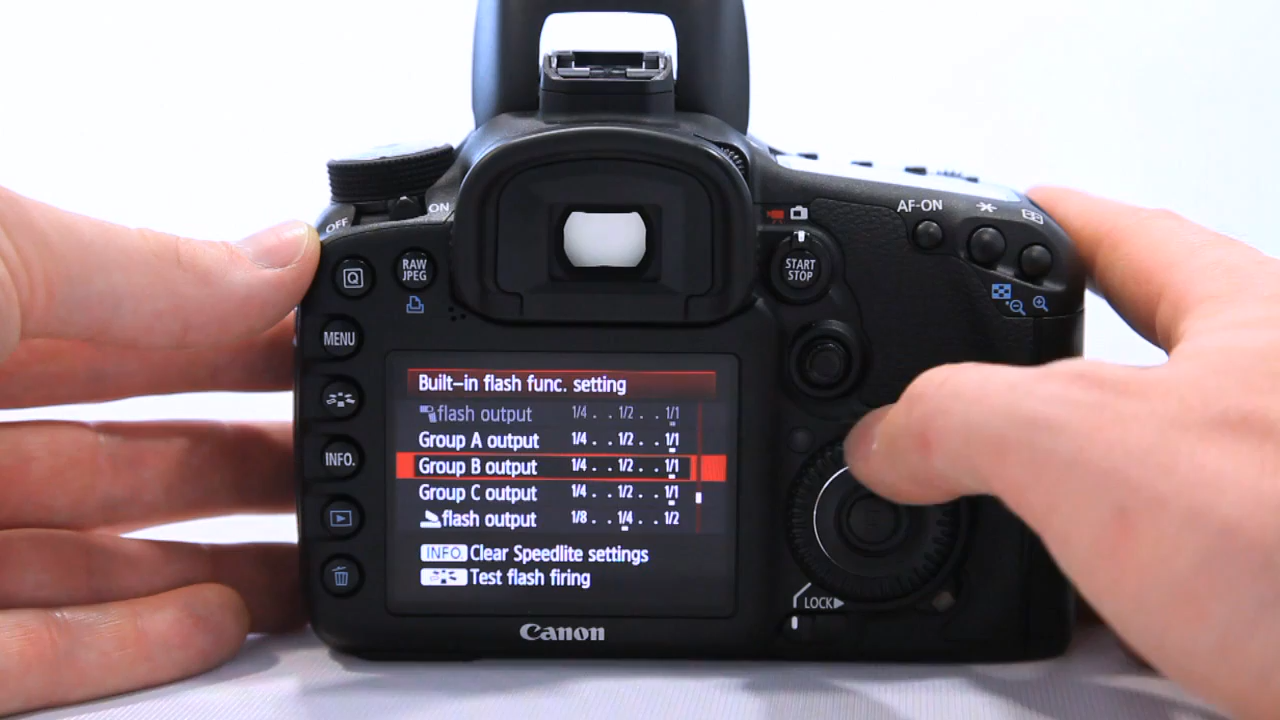 OFF
ON
Q
RAW
JPEG
MENU
INFO.
START
STOP
AF-ON
Built-in flash func. setting
flash output 1/4 . . 1/2 . . 1/1
Group A output 1/4 . . 1/2 . . 1/1
Group B output 1/4 . . 1/2 . . 1/1
Group C output 1/4 . . 1/2 . . 1/1
flash output 1/8 . . 1/4 . . 1/2
INFO. Clear Speedlite settings
Test flash firing
LOCK
Canon